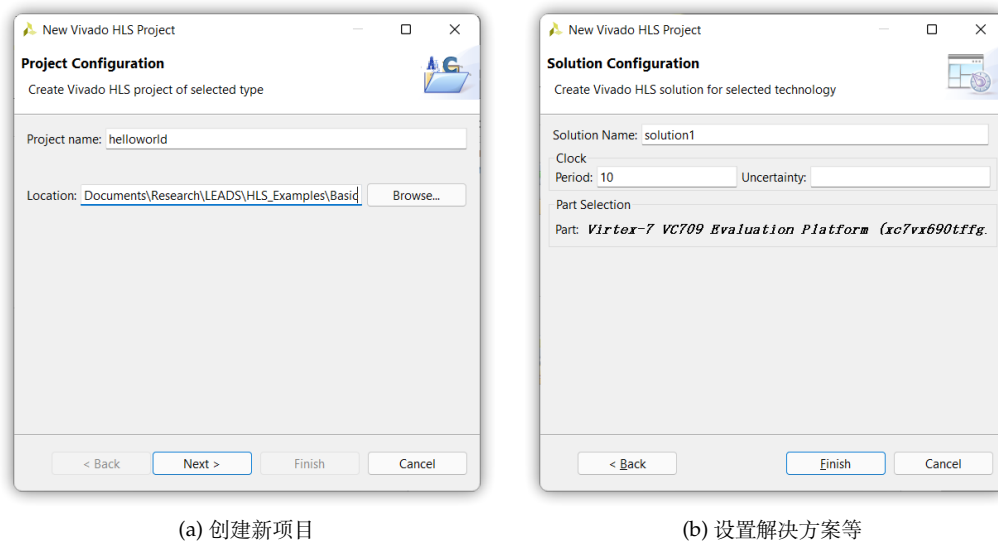 New Vivado HLS Project
Project Configuration
Create Vivado HLS project of selected type
Project name: helloworld
Location: Documents\Research\LEADS\HLS_Examples\Basic
Browse...
< Back
Next >
Finish
Cancel
(a) 创建新项目
New Vivado HLS Project
Solution Configuration
Create Vivado HLS solution for selected technology
Solution Name: solution1
Clock
Period: 10
Uncertainty:
Part Selection
Part: Virtex-7 VC709 Evaluation Platform (xc7vx690tffg.
< Back
Finish
Cancel
(b) 设置解决方案等